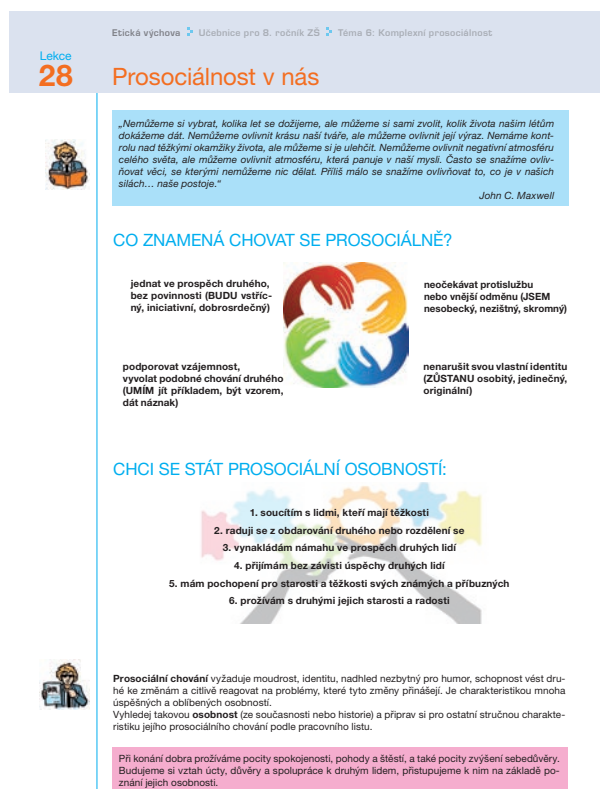 Etická výchova Učebnice pro 8. ročník ZŠ Téma 6: Komplexní prosociálnost
Lekce
28
Prosociálnost v nás
„Nemůžeme si vybrat, kolika let se dožijeme, ale můžeme si sami zvolit, kolik života našim létům
dokážeme dát. Nemůžeme ovlivnit krásu naší tváře, ale můžeme ovlivnit její výraz. Nemáme kont-
rolu nad těžkými okamžiky života, ale můžeme si je ulehčit. Nemůžeme ovlivnit negativní atmosféru
celého světa, ale můžeme ovlivnit atmosféru, která panuje v naší mysli. Často se snažíme ovliv-
ňovat věci, se kterými nemůžeme nic dělat. Příliš málo se snažíme ovlivňovat to, co je v našich
silách… naše postoje.“
John C. Maxwell
CO ZNAMENÁ CHOVAT SE PROSOCIÁLNĚ?
jednat ve prospěch druhého,
bez povinnosti (BUDU vstříc-
ný, iniciativní, dobrosrdečný)
neočekávat protislužbu
nebo vnější odměnu (JSEM
nesobecký, nezištný, skromný)
podporovat vzájemnost,
vyvolat podobné chování druhého
(UMÍM jít příkladem, být vzorem,
dát náznak)
nenarušit svou vlastní identitu
(ZŮSTANU osobitý, jedinečný,
originální)
CHCI SE STÁT PROSOCIÁLNÍ OSOBNOSTÍ:
1. soucítím s lidmi, kteří mají těžkosti
2. raduji se z obdarování druhého nebo rozdělení se
3. vynakládám námahu ve prospěch druhých lidí
4. přijímám bez závisti úspěchy druhých lidí
5. mám pochopení pro starosti a těžkosti svých známých a příbuzných
6. prožívám s druhými jejich starosti a radosti
Prosociální chování vyžaduje moudrost, identitu, nadhled nezbytný pro humor, schopnost vést dru-
hé ke změnám a citlivě reagovat na problémy, které tyto změny přinášejí. Je charakteristikou mnoha
úspěšných a oblíbených osobností.
Vyhledej takovou osobnost (ze současnosti nebo historie) a připrav si pro ostatní stručnou charakte-
ristiku jejího prosociálního chování podle pracovního listu.
Při konání dobra prožíváme pocity spokojenosti, pohody a štěstí, a také pocity zvýšení sebedůvěry.
Budujeme si vztah úcty, důvěry a spolupráce k druhým lidem, přistupujeme k nim na základě po-
znání jejich osobnosti.